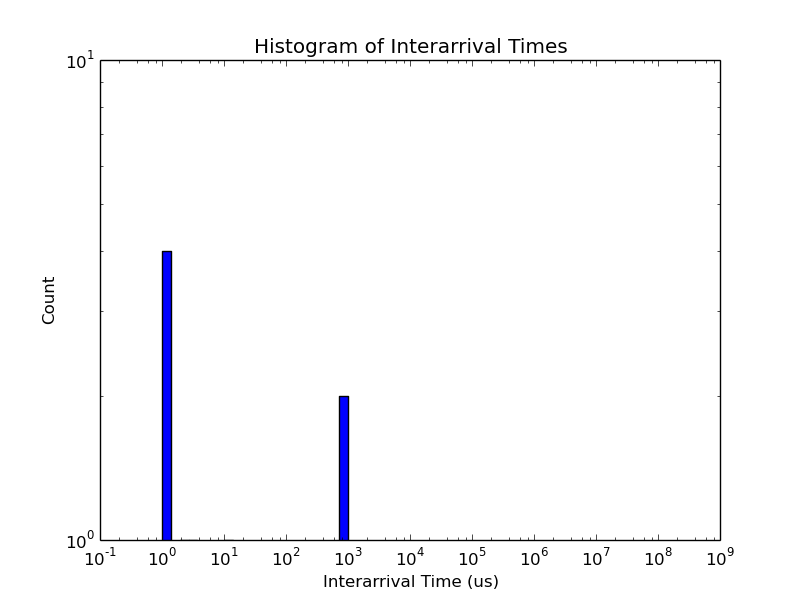 Histogram of Interarrival Times
10^1
Count
10^0
10^-1 10^0 10^1 10^2 10^3 10^4 10^5 10^6 10^7 10^8 10^9
Interarrival Time (us)